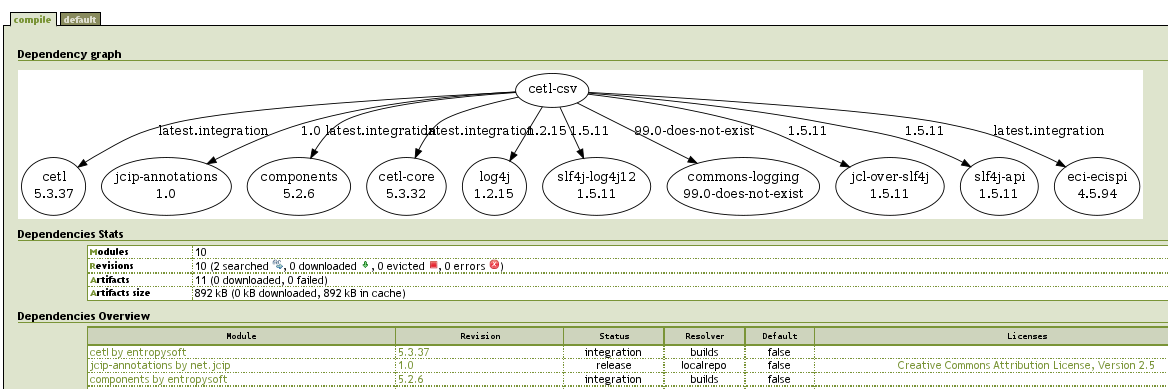 compile default
Dependency graph
cetl-csv
latest.integration 1.0 latest.integration latest.integration 1.2.15 1.5.11 99.0-does-not-exist 1.5.11 1.5.11 latest.integration
cetl jcip-annotations components cetl-core log4j slf4j-log4j12 commons-logging jcl-over-slf4j slf4j-api eci-ecispi
5.3.37 1.0 5.2.6 5.3.32 1.2.15 1.5.11 99.0-does-not-exist 1.5.11 1.5.11 4.5.94
Dependencies Stats
Modules 10
Revisions 10 (2 searched , 0 downloaded , 0 evicted , 0 errors )
Artifacts 11 (0 downloaded, 0 failed)
Artifacts size 892 kB (0 kB downloaded, 892 kB in cache)
Dependencies Overview
Module Revision Status Resolver Default Licenses
cetl by entropysoft 5.3.37 integration builds false
jcip-annotations by net.jcip 1.0 release localrepo false Creative Commons Attribution License, Version 2.5
components by entropysoft 5.2.6 integration builds false